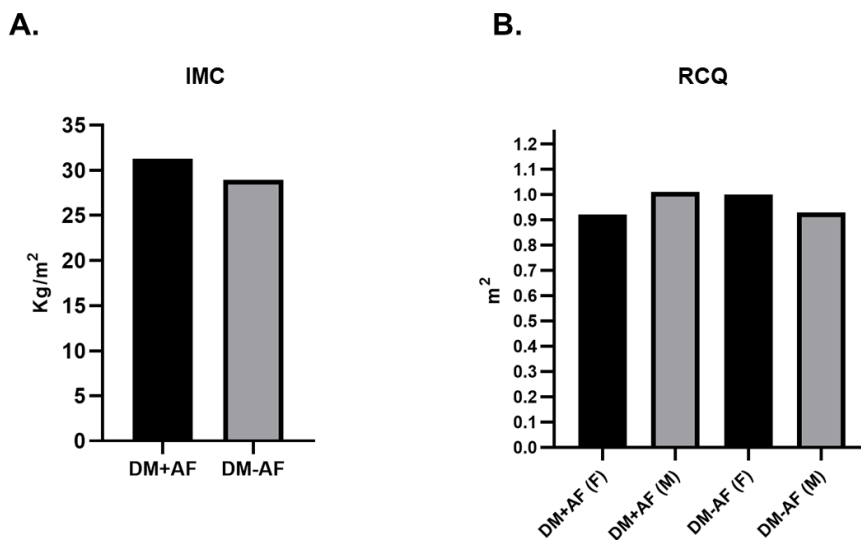 A.
IMC
Kg/m²
35
30
25
20
15
10
5
0
DM+AF DM-AF
B.
RCQ
m²
1.2
1.1
1.0
0.9
0.8
0.7
0.6
0.5
0.4
0.3
0.2
0.1
0.0
DM+AF (F)
DM+AF (M)
DM-AF (F)
DM-AF (M)